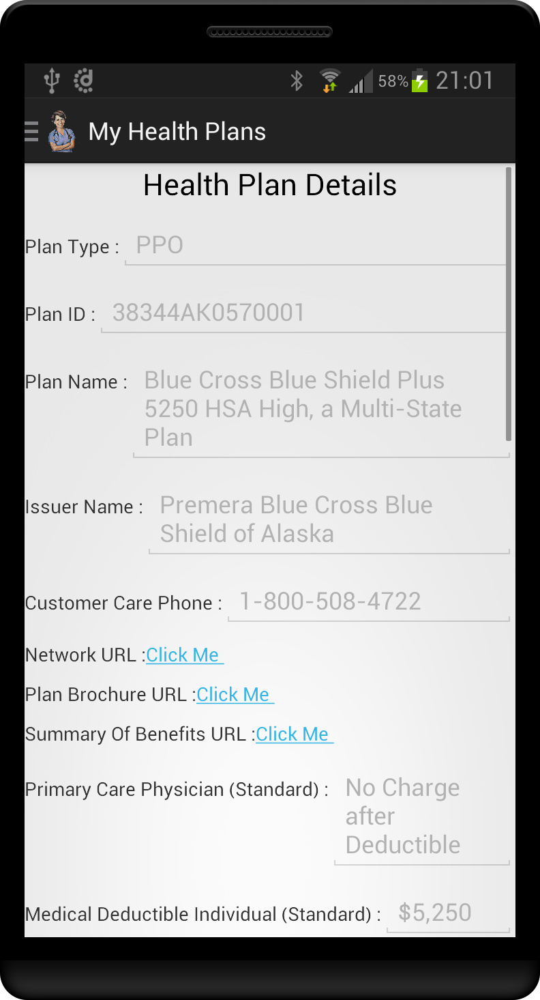 58% 21:01
My Health Plans
Health Plan Details
Plan Type : PPO
Plan ID : 38344AK0570001
Plan Name : Blue Cross Blue Shield Plus
5250 HSA High, a Multi-State
Plan
Issuer Name : Premera Blue Cross Blue
Shield of Alaska
Customer Care Phone : 1-800-508-4722
Network URL :Click Me
Plan Brochure URL :Click Me
Summary Of Benefits URL :Click Me
Primary Care Physician (Standard) : No Charge
after
Deductible
Medical Deductible Individual (Standard) : $5,250